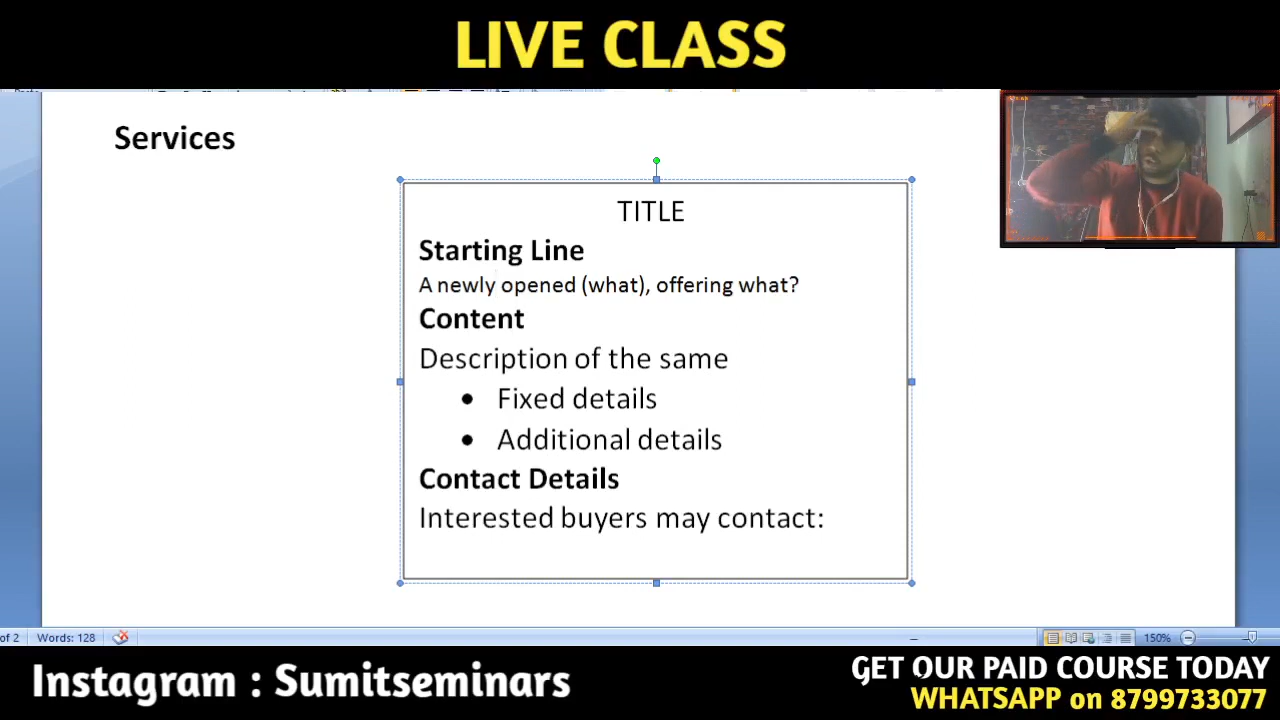 LIVE CLASS
Services
TITLE
Starting Line
A newly opened (what), offering what?
Content
Description of the same
• Fixed details
• Additional details
Contact Details
Interested buyers may contact:
of 2 Words: 128 150%
Instagram : Sumitseminars
GET OUR PAID COURSE TODAY
WHATSAPP on 8799733077